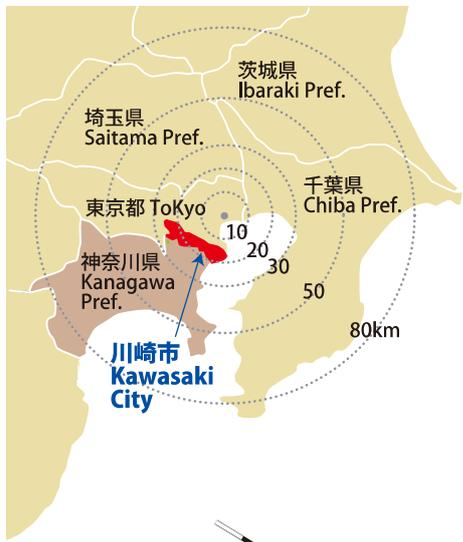 茨城県
Ibaraki Pref.
埼玉県
Saitama Pref.
千葉県
Chiba Pref.
東京都 ToKyo
10
20
30
50
80km
神奈川県
Kanagawa
Pref.
川崎市
Kawasaki
City